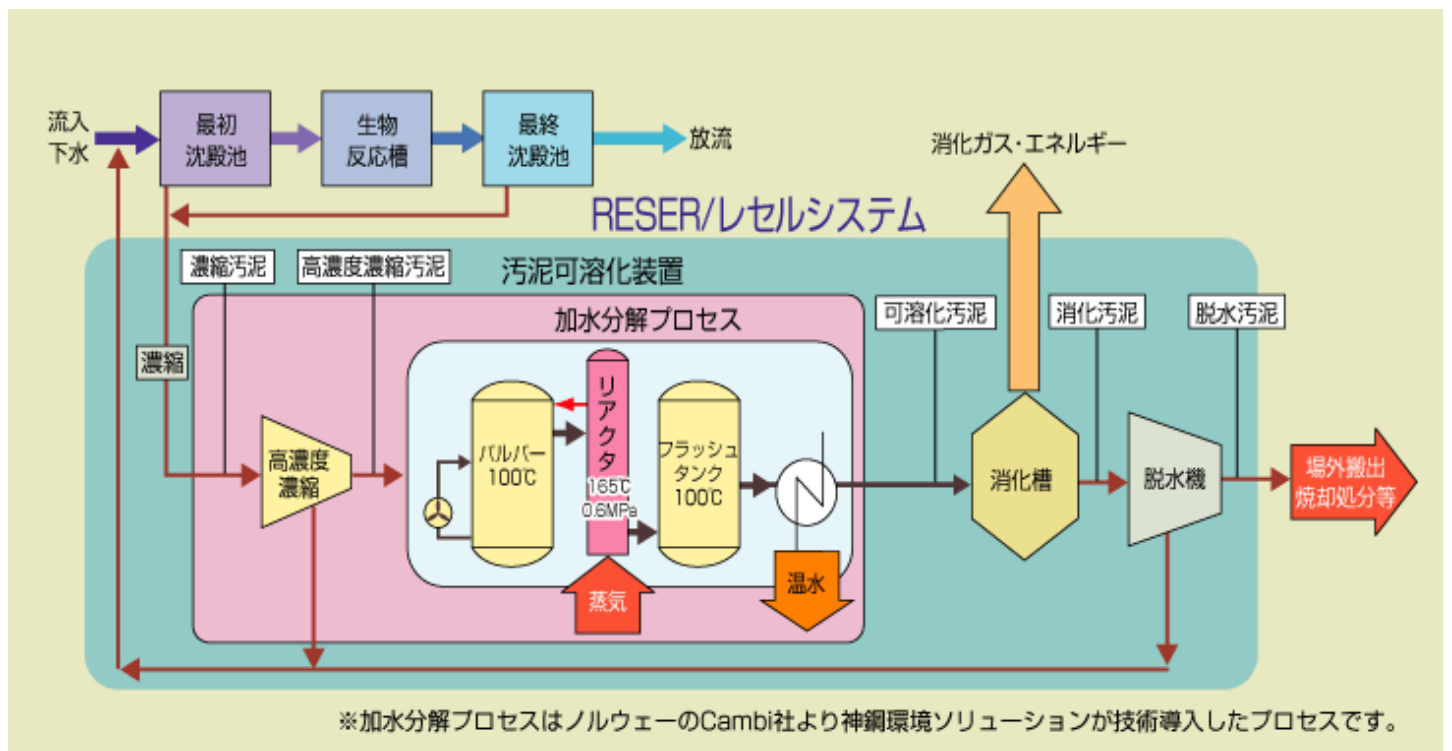 流入
下水
最初
沈殿池
生物
反応槽
最終
沈殿池
放流
消化ガス・エネルギー
RESER/レセルシステム
濃縮汚泥
高濃度濃縮汚泥
汚泥可溶化装置
加水分解プロセス
可溶化汚泥
消化汚泥
脱水汚泥
濃縮
高濃度
濃縮
パルパー
100℃
リアクタ
165℃
0.6MPa
フラッシュ
タンク
100℃
消化槽
脱水機
場外搬出
焼却処分等
蒸気
温水
※加水分解プロセスはノルウェーのCambi社より神鋼環境ソリューションが技術導入したプロセスです。